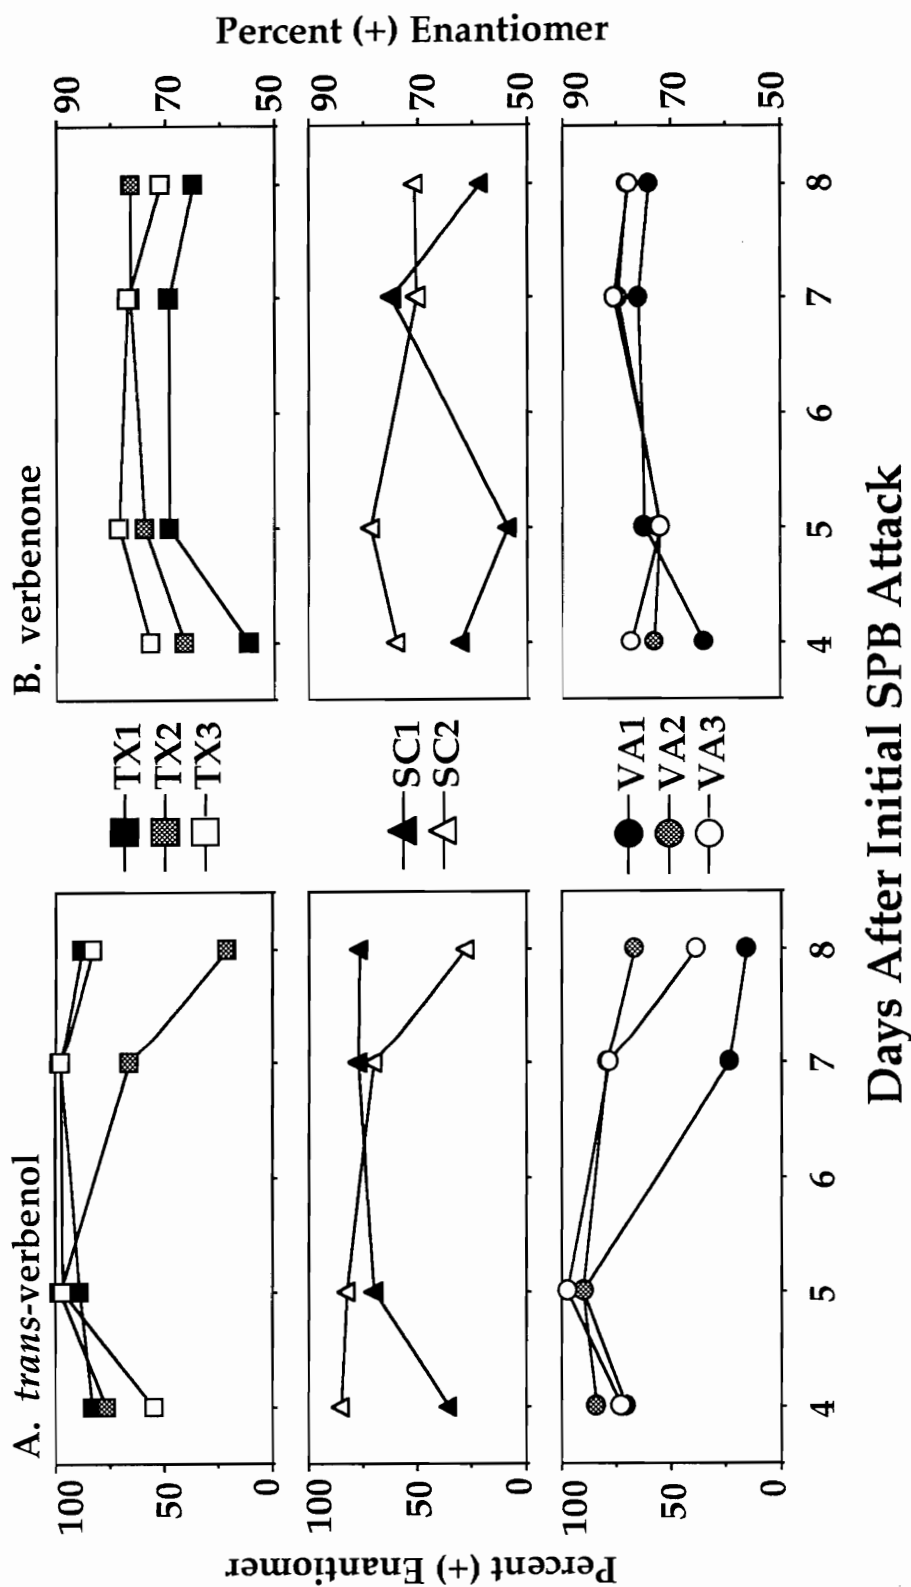 A. trans-verbenol
B. verbenone
Percent (+) Enantiomer
100
50
0
TX1
TX2
TX3
90
70
50
100
50
0
SC1
SC2
90
70
50
100
50
0
VA1
VA2
VA3
90
70
50
Percent (+) Enantiomer
4 5 6 7 8
4 5 6 7 8
Days After Initial SPB Attack